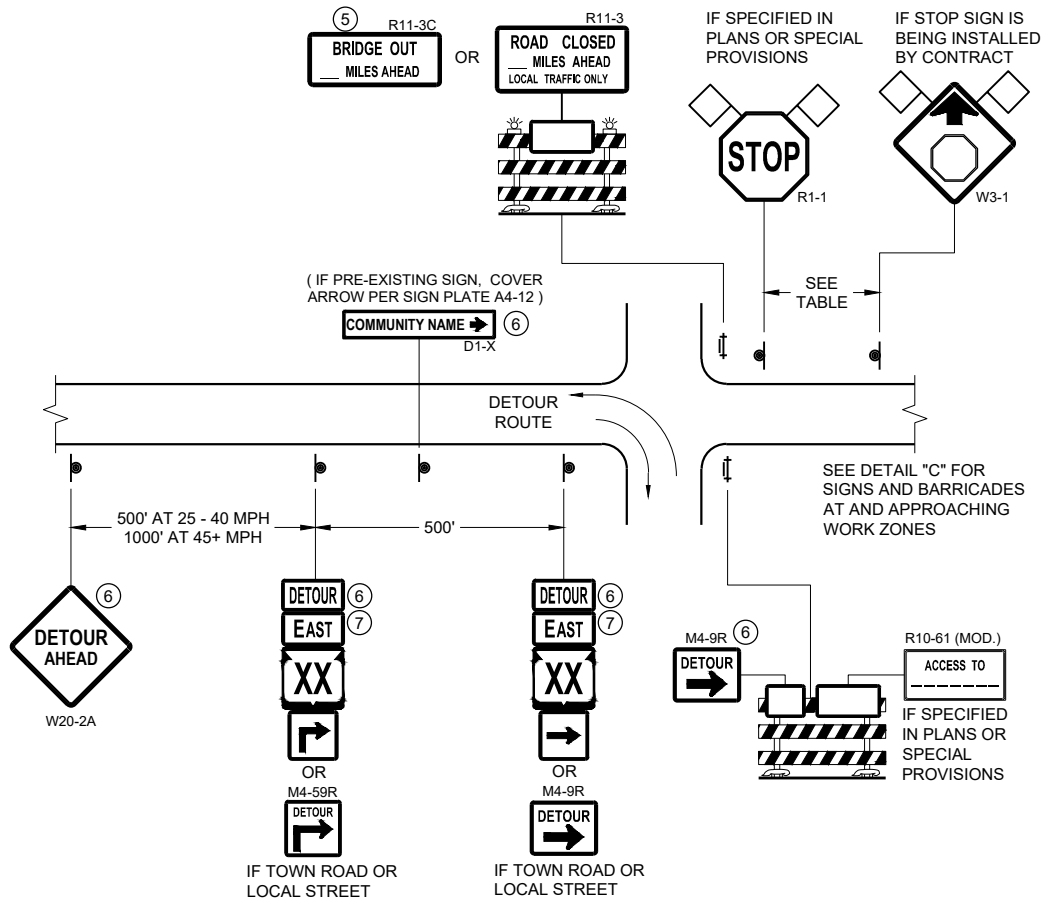 5
R11-3C
BRIDGE OUT
__ MILES AHEAD
OR
R11-3
ROAD CLOSED
__ MILES AHEAD
LOCAL TRAFFIC ONLY
IF SPECIFIED IN
PLANS OR SPECIAL
PROVISIONS
STOP
R1-1
IF STOP SIGN IS
BEING INSTALLED
BY CONTRACT
W3-1
SEE
TABLE
( IF PRE-EXISTING SIGN, COVER
ARROW PER SIGN PLATE A4-12 )
COMMUNITY NAME
6
D1-X
DETOUR
ROUTE
SEE DETAIL "C" FOR
SIGNS AND BARRICADES
AT AND APPROACHING
WORK ZONES
500' AT 25 - 40 MPH
1000' AT 45+ MPH
500'
6
DETOUR
AHEAD
W20-2A
DETOUR
6
EAST
7
XX
OR
M4-59R
DETOUR
IF TOWN ROAD OR
LOCAL STREET
DETOUR
6
EAST
7
XX
OR
M4-9R
DETOUR
IF TOWN ROAD OR
LOCAL STREET
M4-9R
6
DETOUR
R10-61 (MOD.)
ACCESS TO
_ _ _ _ _ _ _
IF SPECIFIED
IN PLANS OR
SPECIAL
PROVISIONS